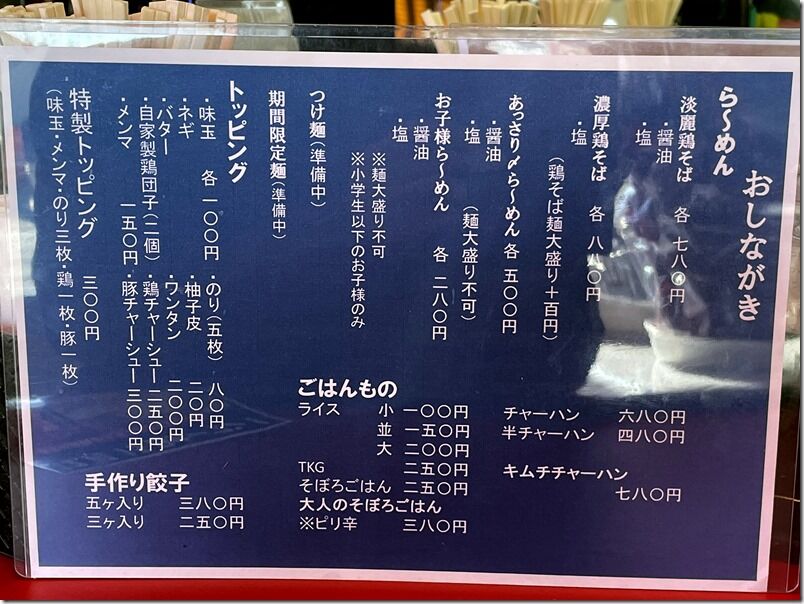 おしながき
ら～めん
淡麗鶏そば 各 七八〇円
・醤油
・塩
濃厚鶏そば 各 八八〇円
・塩
（鶏そば麺大盛り＋百円）
あっさり〆ら～めん 各 五〇〇円
・醤油
・塩 （麺大盛り不可）
お子様ら～めん 各 二八〇円
・醤油
・塩
※麺大盛り不可
※小学生以下のお子様のみ
つけ麺（準備中）
期間限定麺（準備中）
トッピング
・味玉 各 一〇〇円
・ネギ
・バター
・自家製鶏団子（二個）
・メンマ 一五〇円
・のり（五枚） 八〇円
・柚子皮 二〇円
・ワンタン 二〇〇円
・鶏チャーシュー 二五〇円
・豚チャーシュー 三〇〇円
特製トッピング 三〇〇円
（味玉・メンマ・のり三枚・鶏一枚・豚一枚）
ごはんもの
ライス 小 一〇〇円
並 一五〇円
大 二〇〇円
TKG 二五〇円
そぼろごはん 二五〇円
大人のそぼろごはん
※ピリ辛 三八〇円
チャーハン 六八〇円
半チャーハン 四八〇円
キムチチャーハン
七八〇円
手作り餃子
五ヶ入り 三八〇円
三ヶ入り 二五〇円